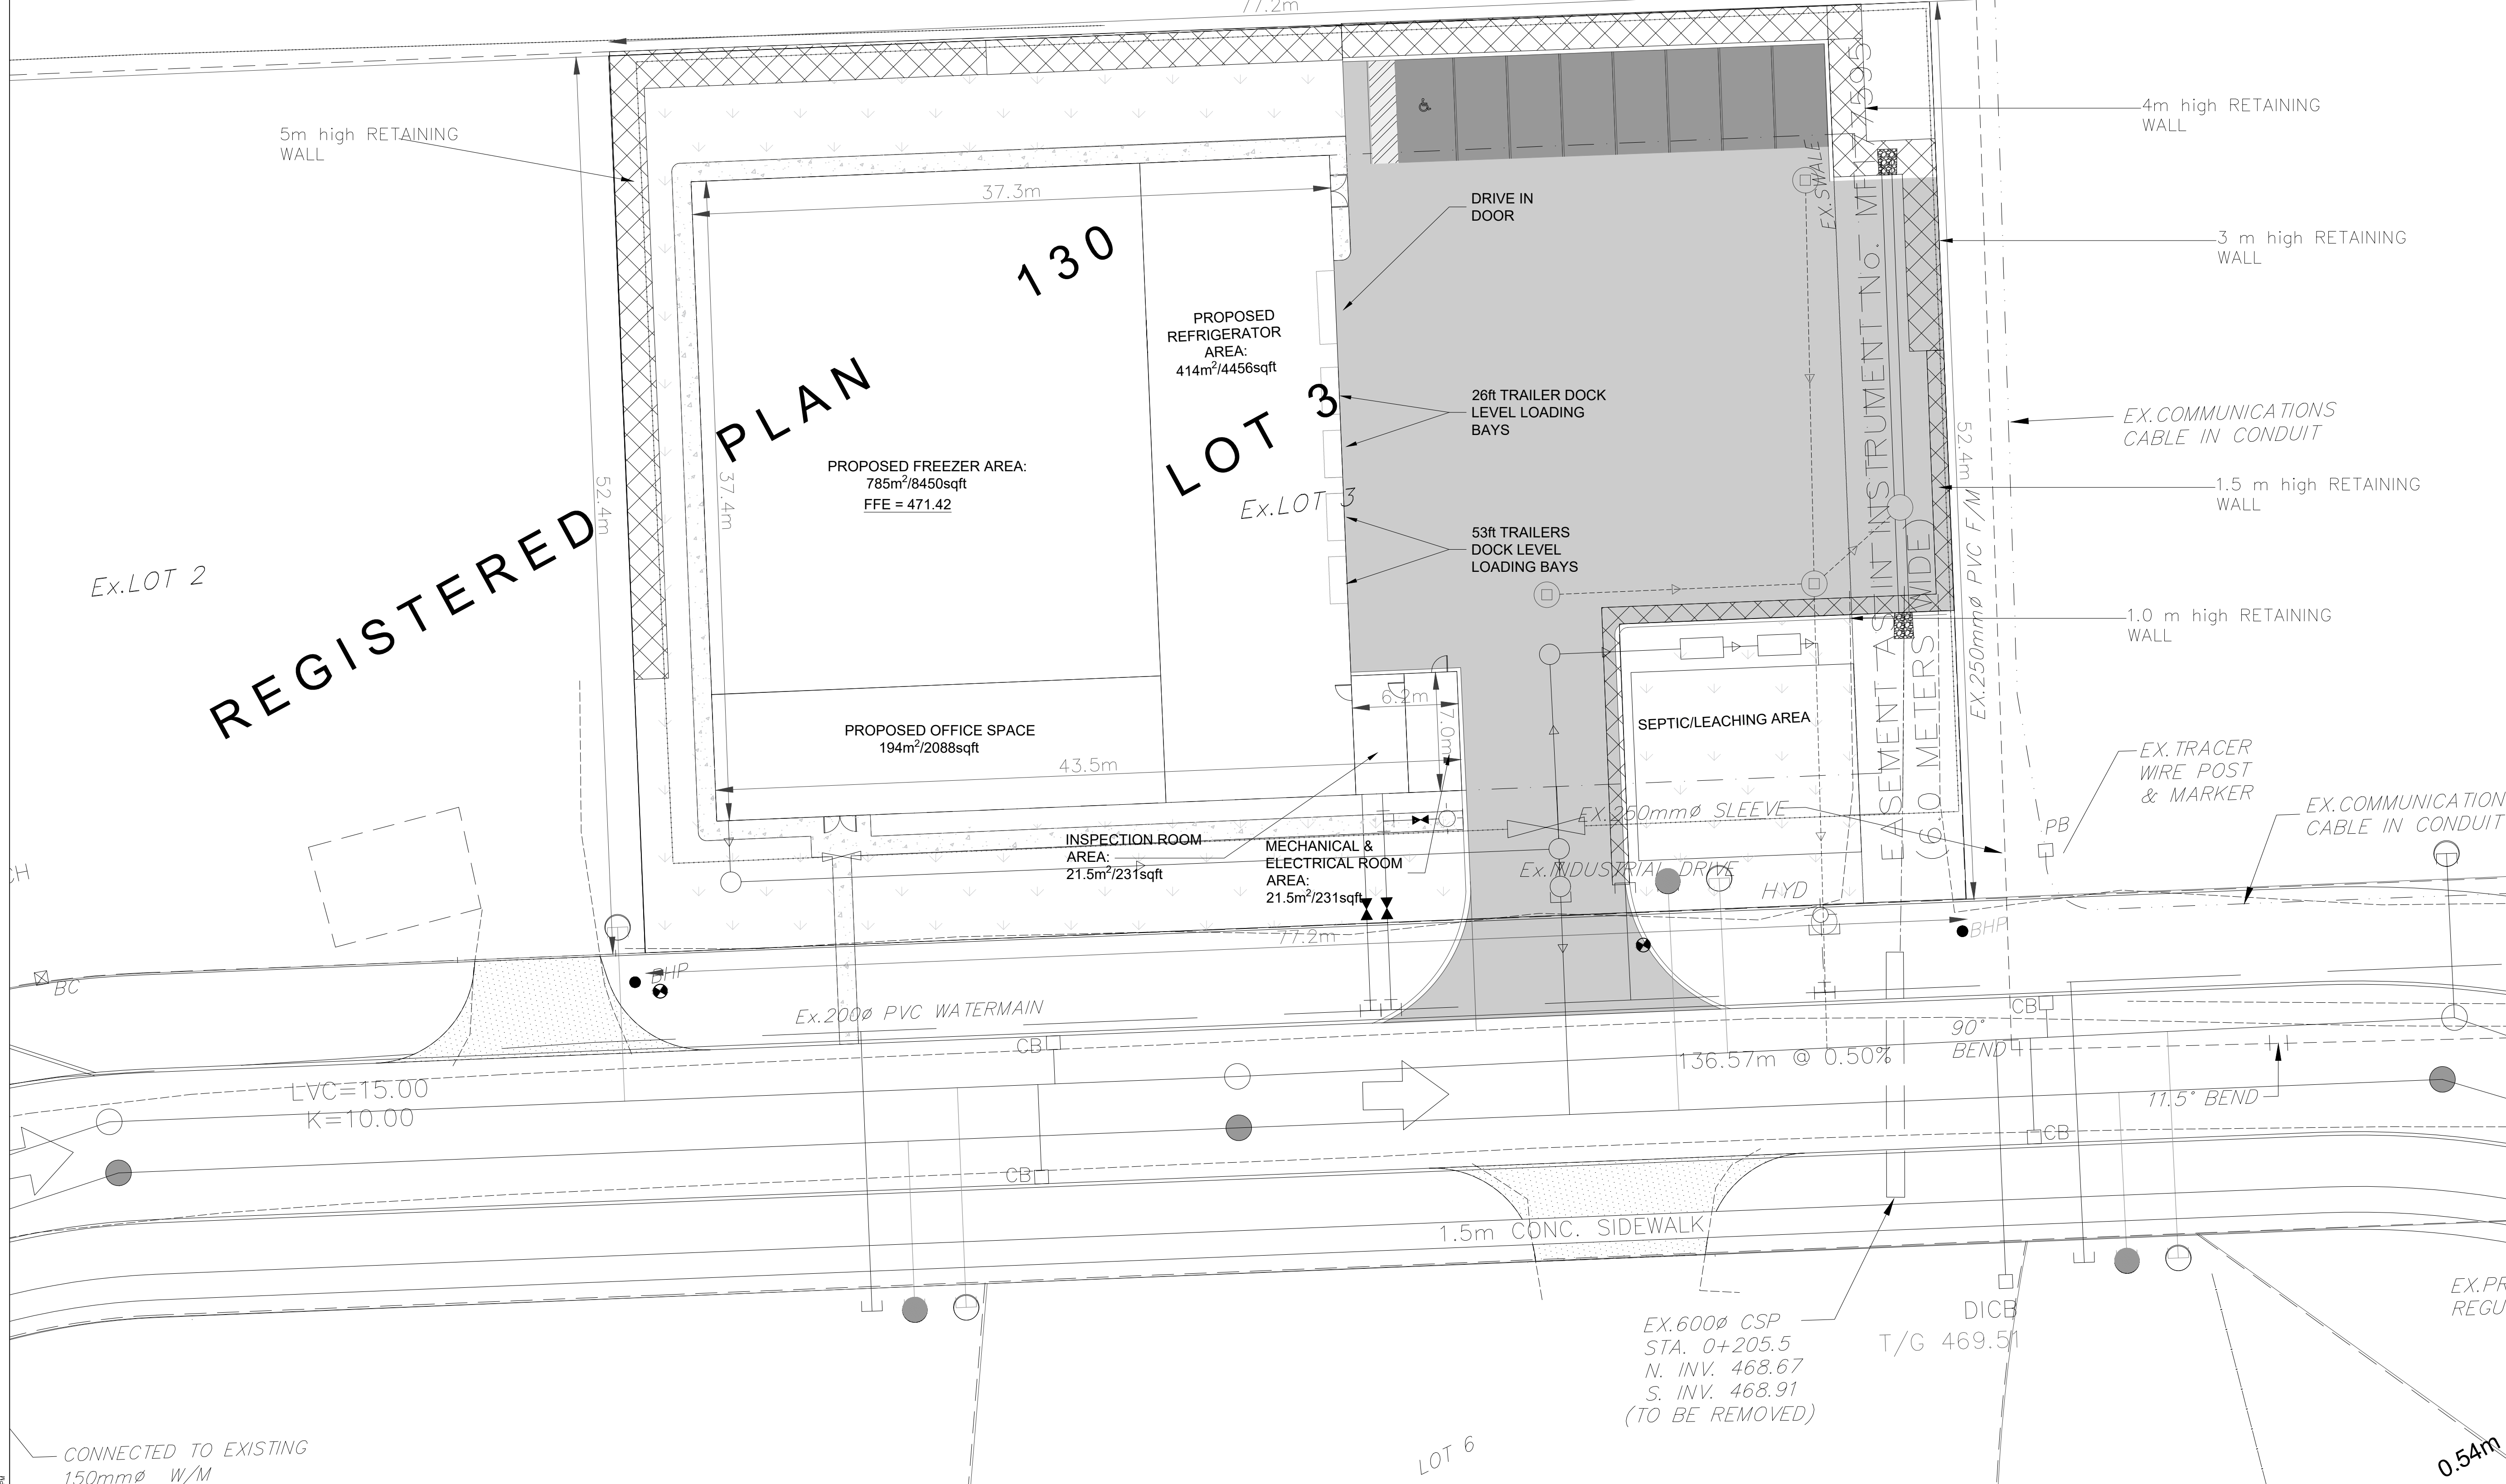 77.2m
5m high RETAINING
WALL
4m high RETAINING
WALL
DRIVE IN
DOOR
EX.SWALE
37.3m
3 m high RETAINING
WALL
REGISTERED PLAN 130
LOT 3
PROPOSED
REFRIGERATOR
AREA:
414m²/4456sqft
26ft TRAILER DOCK
LEVEL LOADING
BAYS
EX.COMMUNICATIONS
CABLE IN CONDUIT
PROPOSED FREEZER AREA:
785m²/8450sqft
FFE = 471.42
52.4m
37.4m
Ex.LOT 3
52.4m
1.5 m high RETAINING
WALL
53ft TRAILERS
DOCK LEVEL
LOADING BAYS
Ex.LOT 2
EX.250mmø PVC F/M
1.0 m high RETAINING
WALL
EASEMENT AS IN INSTRUMENT No. MF
(6.0 METERS WIDE)
6.2m
7.0m
SEPTIC/LEACHING AREA
PROPOSED OFFICE SPACE
194m²/2088sqft
43.5m
EX.TRACER
WIRE POST
& MARKER
EX.COMMUNICATION
CABLE IN CONDUIT
EX.250mmø SLEEVE
PB
INSPECTION ROOM
AREA:
21.5m²/231sqft
MECHANICAL &
ELECTRICAL ROOM
AREA:
21.5m²/231sqft
Ex.INDUSTRIAL DRIVE
HYD
CH
77.2m
BHP
BHP
BC
Ex.200ø PVC WATERMAIN
CB
CB
90°
BEND
136.57m @ 0.50%
LVC=15.00
K=10.00
11.5° BEND
CB
CB
1.5m CONC. SIDEWALK
EX.600ø CSP
STA. 0+205.5
N. INV. 468.67
S. INV. 468.91
(TO BE REMOVED)
DICB
T/G 469.51
EX.PR
REGU
LOT 6
CONNECTED TO EXISTING
150mmø W/M
0.54m